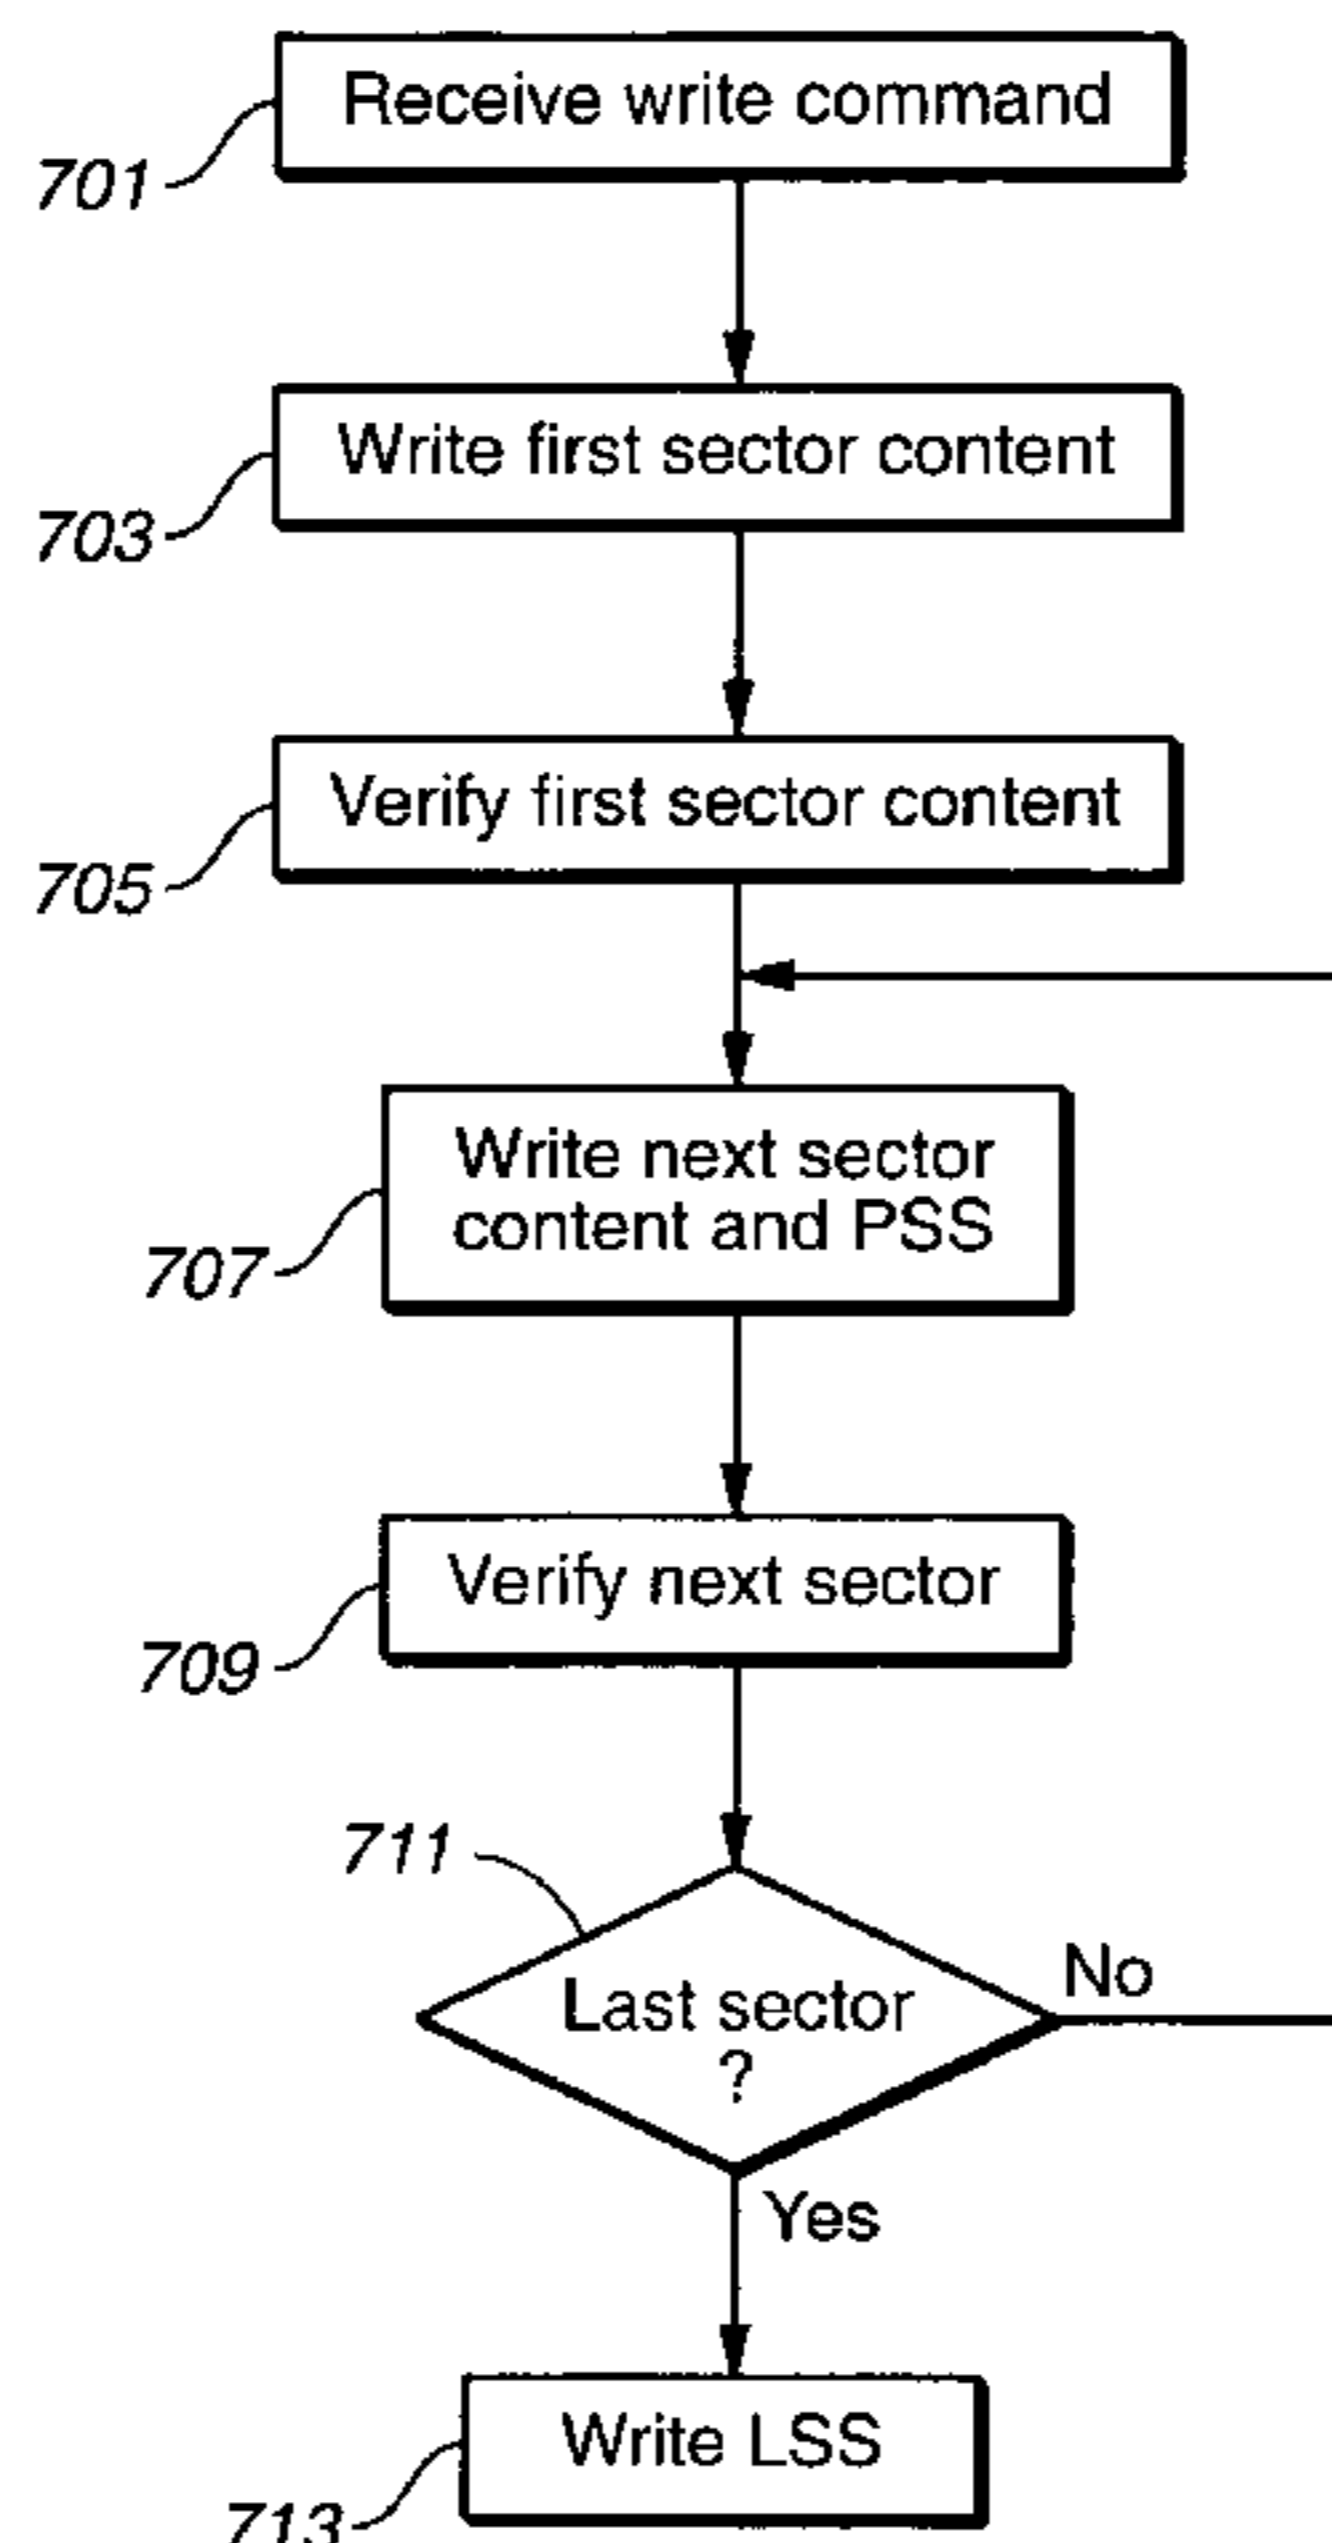 Receive write command
701
Write first sector content
703
Verify first sector content
705
Write next sector
content and PSS
707
Verify next sector
709
711
Last sector
?
No
Yes
Write LSS
713